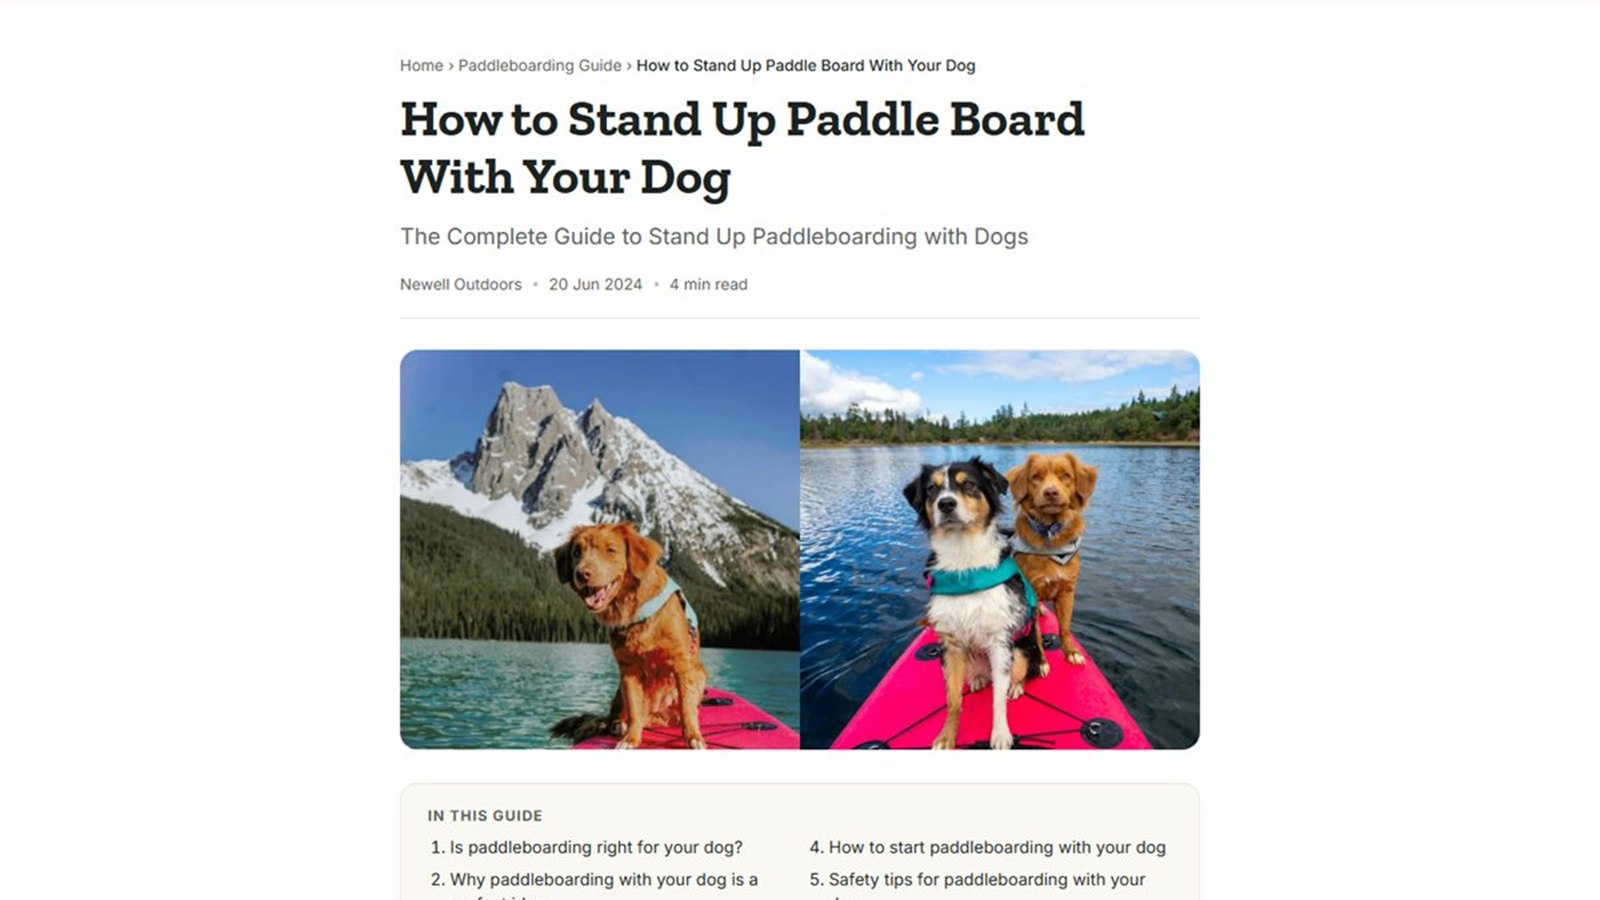 Home › Paddleboarding Guide › How to Stand Up Paddle Board With Your Dog
How to Stand Up Paddle Board
With Your Dog
The Complete Guide to Stand Up Paddleboarding with Dogs
Newell Outdoors • 20 Jun 2024 • 4 min read
IN THIS GUIDE
1. Is paddleboarding right for your dog?
2. Why paddleboarding with your dog is a
4. How to start paddleboarding with your dog
5. Safety tips for paddleboarding with your